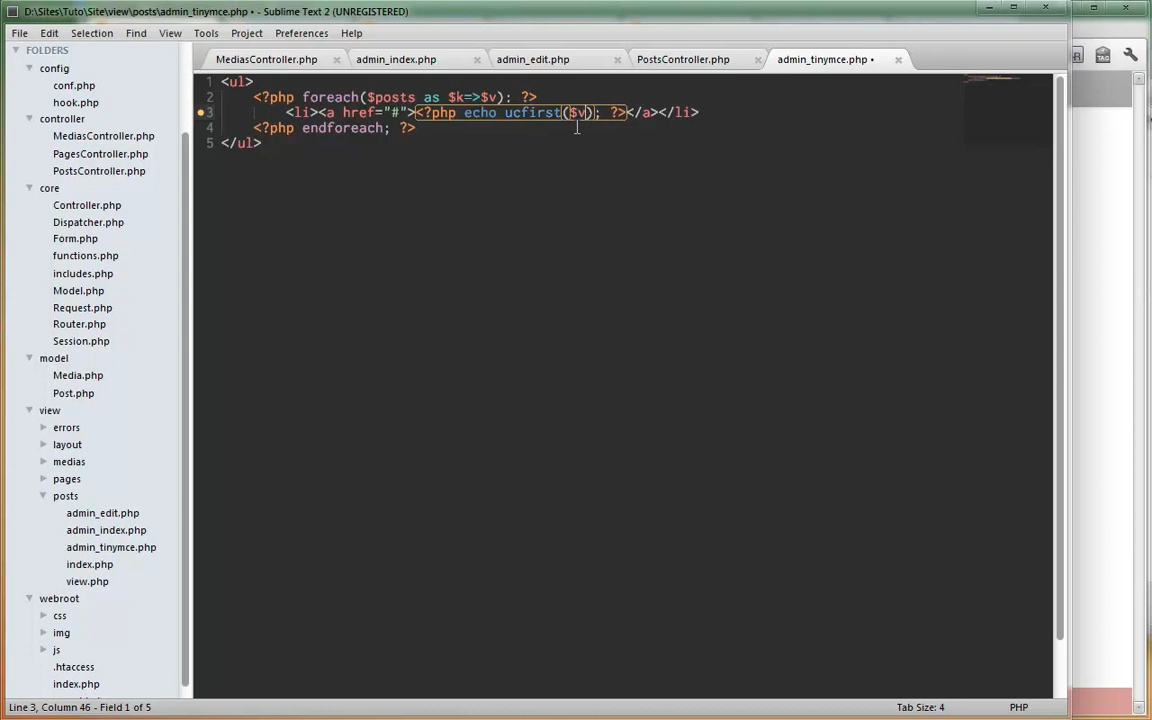 D:\Sites\Tuto\Site\view\posts\admin_tinymce.php • - Sublime Text 2 (UNREGISTERED)
File Edit Selection Find View Tools Project Preferences Help
FOLDERS
config
conf.php
hook.php
controller
MediasController.php
PagesController.php
PostsController.php
core
Controller.php
Dispatcher.php
Form.php
functions.php
includes.php
Model.php
Request.php
Router.php
Session.php
model
Media.php
Post.php
view
errors
layout
medias
pages
posts
admin_edit.php
admin_index.php
admin_tinymce.php
index.php
view.php
webroot
css
img
js
.htaccess
index.php
MediasController.php admin_index.php admin_edit.php PostsController.php admin_tinymce.php •
1 <ul>
2 <?php foreach($posts as $k=>$v): ?>
3 <li><a href="#"><?php echo ucfirst($v); ?></a></li>
4 <?php endforeach; ?>
5 </ul>
TAG
Line 3, Column 46 - Field 1 of 5 Tab Size: 4 PHP